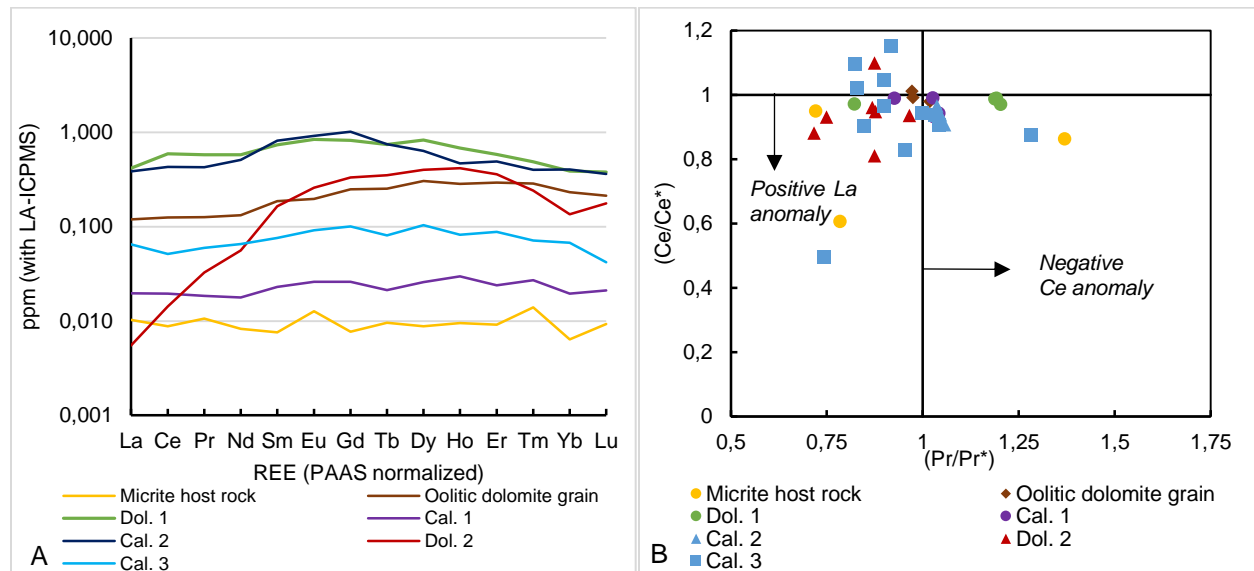 10,000
1,000
0,100
0,010
0,001
ppm (with LA-ICPMS)
La Ce Pr Nd Sm Eu Gd Tb Dy Ho Er Tm Yb Lu
REE (PAAS normalized)
Micrite host rock
Oolitic dolomite grain
Dol. 1
Cal. 1
Cal. 2
Dol. 2
Cal. 3
A
1,2
1
0,8
0,6
0,4
0,2
0
(Ce/Ce*)
Positive La
anomaly
Negative
Ce anomaly
0,5 0,75 1 1,25 1,5 1,75
(Pr/Pr*)
Micrite host rock
Oolitic dolomite grain
Dol. 1
Cal. 1
Cal. 2
Dol. 2
Cal. 3
B